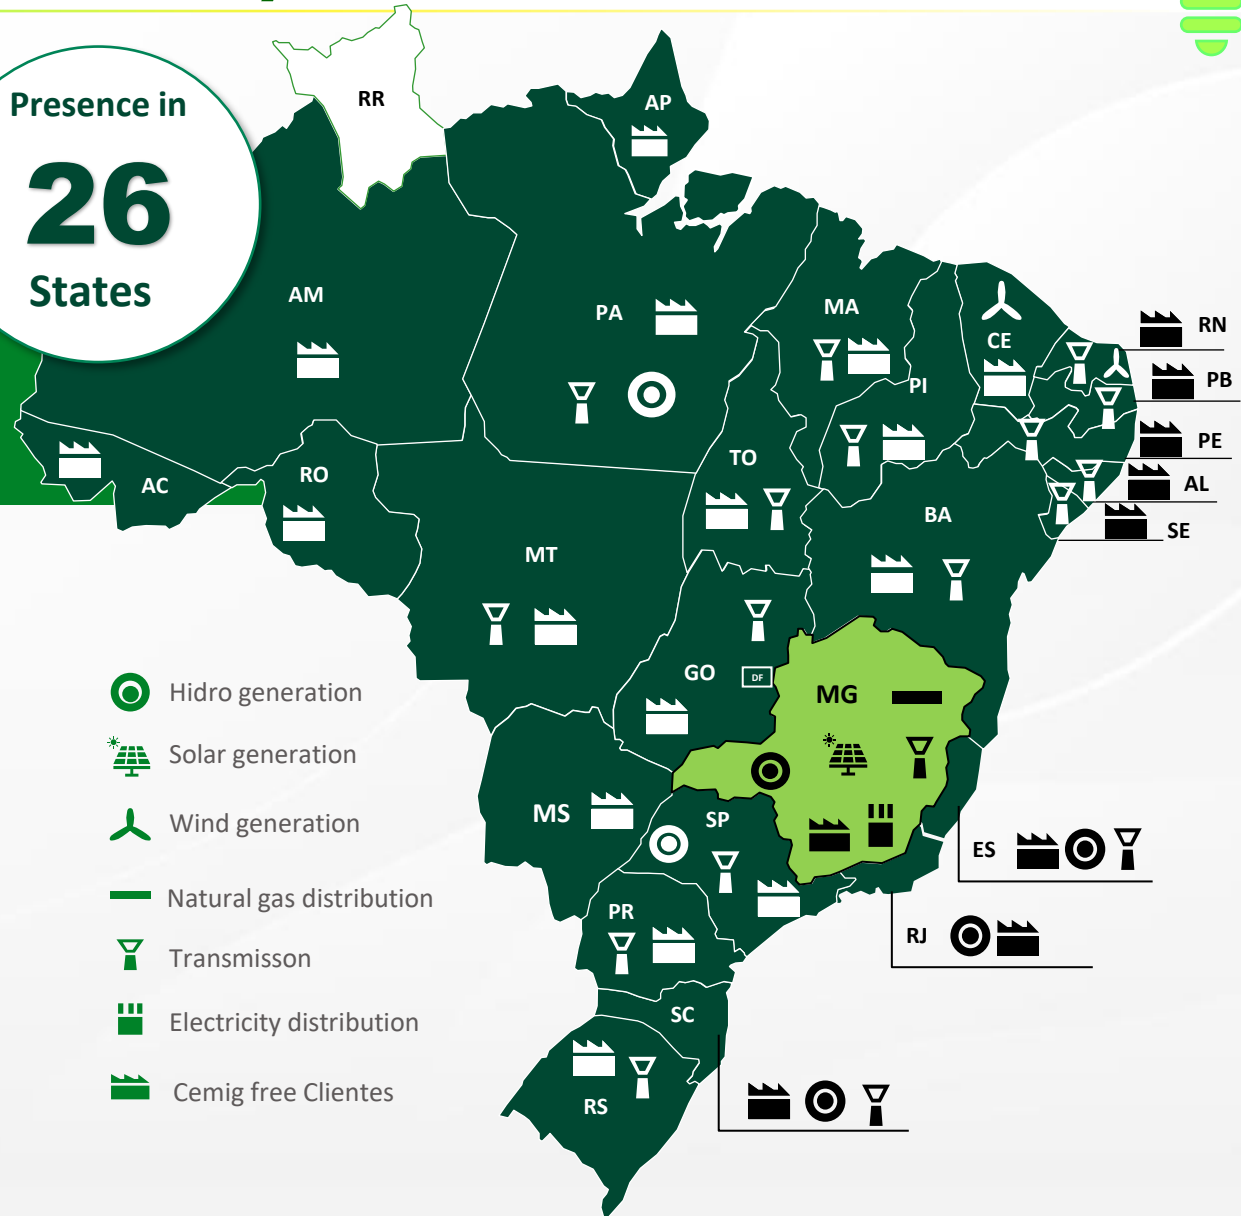 Presence in
26
States
RR
AP
AM
PA
MA
CE
RN
PI
PB
PE
TO
AC
RO
AL
BA
SE
MT
GO
DF
MG
Hidro generation
Solar generation
Wind generation
MS
SP
ES
Natural gas distribution
PR
RJ
Transmisson
SC
Electricity distribution
Cemig free Clientes
RS